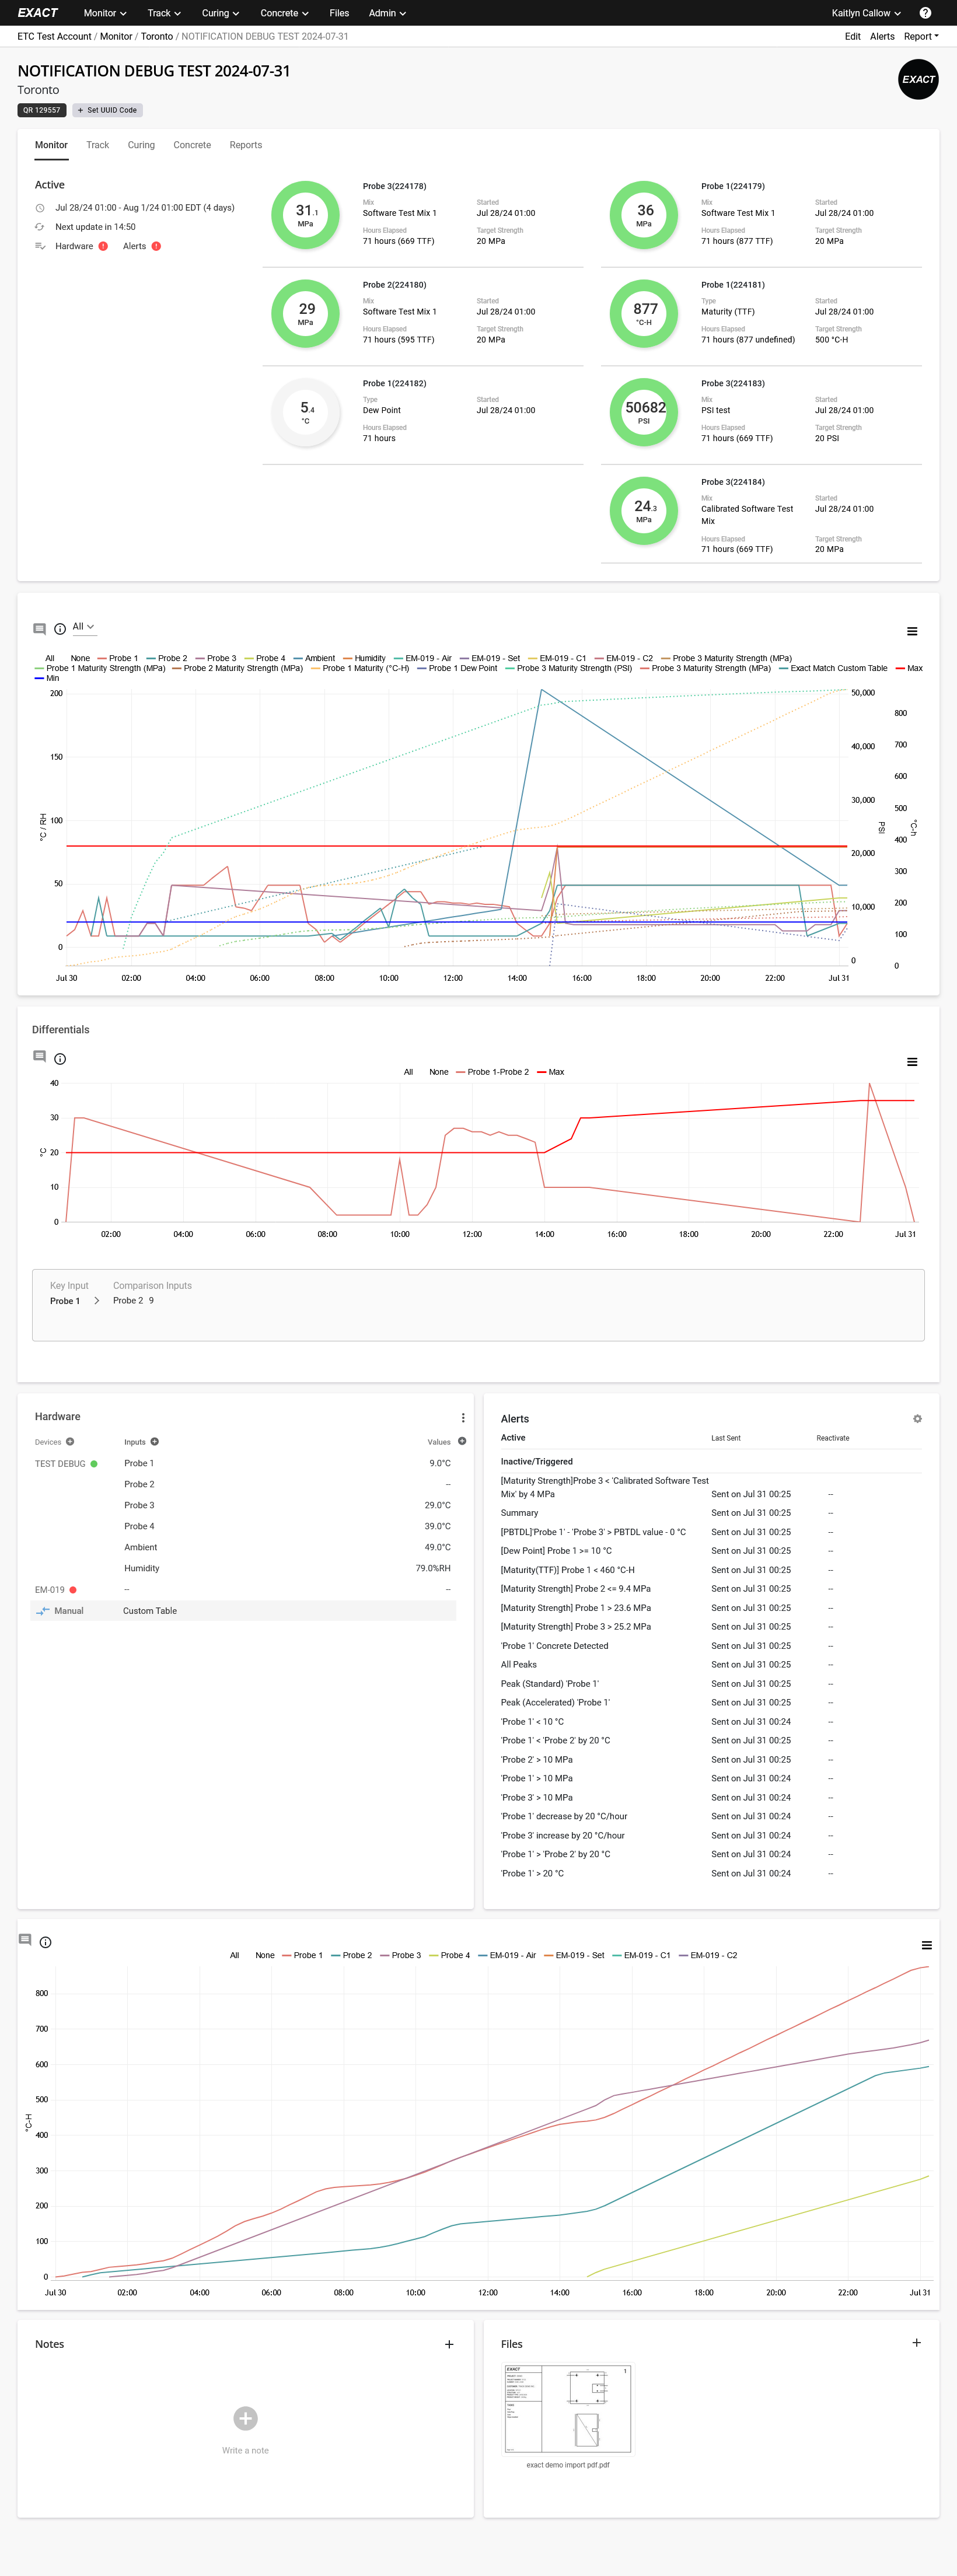 EXACT Monitor Track Curing Concrete Files Admin Kaitlyn Callow
ETC Test Account / Monitor / Toronto / NOTIFICATION DEBUG TEST 2024-07-31 Edit Alerts Report
NOTIFICATION DEBUG TEST 2024-07-31
Toronto
EXACT
QR 129557 + Set UUID Code
Monitor Track Curing Concrete Reports
Active
Jul 28/24 01:00 - Aug 1/24 01:00 EDT (4 days)
Next update in 14:50
Hardware ! Alerts !
31.1
MPa
Probe 3(224178)
Mix Started
Software Test Mix 1 Jul 28/24 01:00
Hours Elapsed Target Strength
71 hours (669 TTF) 20 MPa
36
MPa
Probe 1(224179)
Mix Started
Software Test Mix 1 Jul 28/24 01:00
Hours Elapsed Target Strength
71 hours (877 TTF) 20 MPa
29
MPa
Probe 2(224180)
Mix Started
Software Test Mix 1 Jul 28/24 01:00
Hours Elapsed Target Strength
71 hours (595 TTF) 20 MPa
877
°C-H
Probe 1(224181)
Type Started
Maturity (TTF) Jul 28/24 01:00
Hours Elapsed Target Strength
71 hours (877 undefined) 500 °C-H
5.4
°C
Probe 1(224182)
Type Started
Dew Point Jul 28/24 01:00
Hours Elapsed
71 hours
50682
PSI
Probe 3(224183)
Mix Started
PSI test Jul 28/24 01:00
Hours Elapsed Target Strength
71 hours (669 TTF) 20 PSI
24.3
MPa
Probe 3(224184)
Mix Started
Calibrated Software Test Jul 28/24 01:00
Mix
Hours Elapsed Target Strength
71 hours (669 TTF) 20 MPa
All
All None Probe 1 Probe 2 Probe 3 Probe 4 Ambient Humidity EM-019 - Air EM-019 - Set EM-019 - C1 EM-019 - C2 Probe 3 Maturity Strength (MPa)
Probe 1 Maturity Strength (MPa) Probe 2 Maturity Strength (MPa) Probe 1 Maturity (°C-H) Probe 1 Dew Point Probe 3 Maturity Strength (PSI) Probe 3 Maturity Strength (MPa) Exact Match Custom Table Max
Min
200
150
100
50
0
°C / RH
50,000
40,000
30,000
20,000
10,000
0
PSI
800
700
600
500
400
300
200
100
0
°C-h
Jul 30 02:00 04:00 06:00 08:00 10:00 12:00 14:00 16:00 18:00 20:00 22:00 Jul 31
Differentials
All None Probe 1-Probe 2 Max
40
30
20
10
0
°C
02:00 04:00 06:00 08:00 10:00 12:00 14:00 16:00 18:00 20:00 22:00 Jul 31
Key Input Comparison Inputs
Probe 1 Probe 2 9
Hardware
Devices Inputs Values
TEST DEBUG Probe 1 9.0°C
Probe 2 --
Probe 3 29.0°C
Probe 4 39.0°C
Ambient 49.0°C
Humidity 79.0%RH
EM-019 -- --
Manual Custom Table
Alerts
Active Last Sent Reactivate
Inactive/Triggered
[Maturity Strength]Probe 3 < 'Calibrated Software Test
Mix' by 4 MPa Sent on Jul 31 00:25 --
Summary Sent on Jul 31 00:25 --
[PBTDL]'Probe 1' - 'Probe 3' > PBTDL value - 0 °C Sent on Jul 31 00:25 --
[Dew Point] Probe 1 >= 10 °C Sent on Jul 31 00:25 --
[Maturity(TTF)] Probe 1 < 460 °C-H Sent on Jul 31 00:25 --
[Maturity Strength] Probe 2 <= 9.4 MPa Sent on Jul 31 00:25 --
[Maturity Strength] Probe 1 > 23.6 MPa Sent on Jul 31 00:25 --
[Maturity Strength] Probe 3 > 25.2 MPa Sent on Jul 31 00:25 --
'Probe 1' Concrete Detected Sent on Jul 31 00:25 --
All Peaks Sent on Jul 31 00:25 --
Peak (Standard) 'Probe 1' Sent on Jul 31 00:25 --
Peak (Accelerated) 'Probe 1' Sent on Jul 31 00:25 --
'Probe 1' < 10 °C Sent on Jul 31 00:24 --
'Probe 1' < 'Probe 2' by 20 °C Sent on Jul 31 00:25 --
'Probe 2' > 10 MPa Sent on Jul 31 00:25 --
'Probe 1' > 10 MPa Sent on Jul 31 00:24 --
'Probe 3' > 10 MPa Sent on Jul 31 00:24 --
'Probe 1' decrease by 20 °C/hour Sent on Jul 31 00:24 --
'Probe 3' increase by 20 °C/hour Sent on Jul 31 00:24 --
'Probe 1' > 'Probe 2' by 20 °C Sent on Jul 31 00:24 --
'Probe 1' > 20 °C Sent on Jul 31 00:24 --
All None Probe 1 Probe 2 Probe 3 Probe 4 EM-019 - Air EM-019 - Set EM-019 - C1 EM-019 - C2
800
700
600
500
400
300
200
100
0
°C-H
Jul 30 02:00 04:00 06:00 08:00 10:00 12:00 14:00 16:00 18:00 20:00 22:00 Jul 31
Notes
Write a note
Files
EXACT
1
exact demo import pdf.pdf